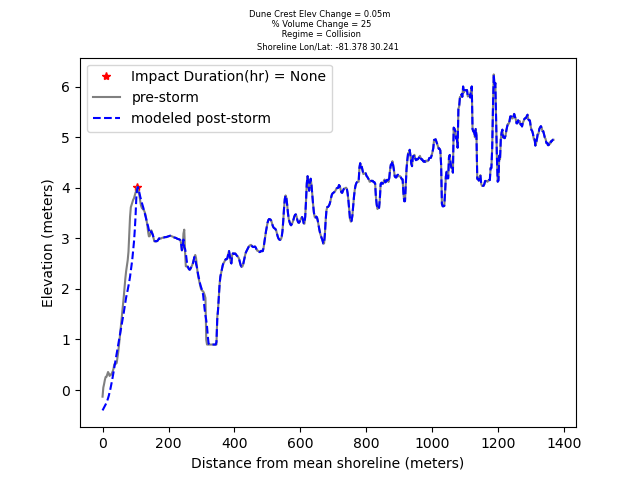 Dune Crest Elev Change = 0.05m
% Volume Change = 25
Regime = Collision
Shoreline Lon/Lat: -81.378 30.241
Impact Duration(hr) = None
pre-storm
modeled post-storm
Elevation (meters)
6
5
4
3
2
1
0
0 200 400 600 800 1000 1200 1400
Distance from mean shoreline (meters)